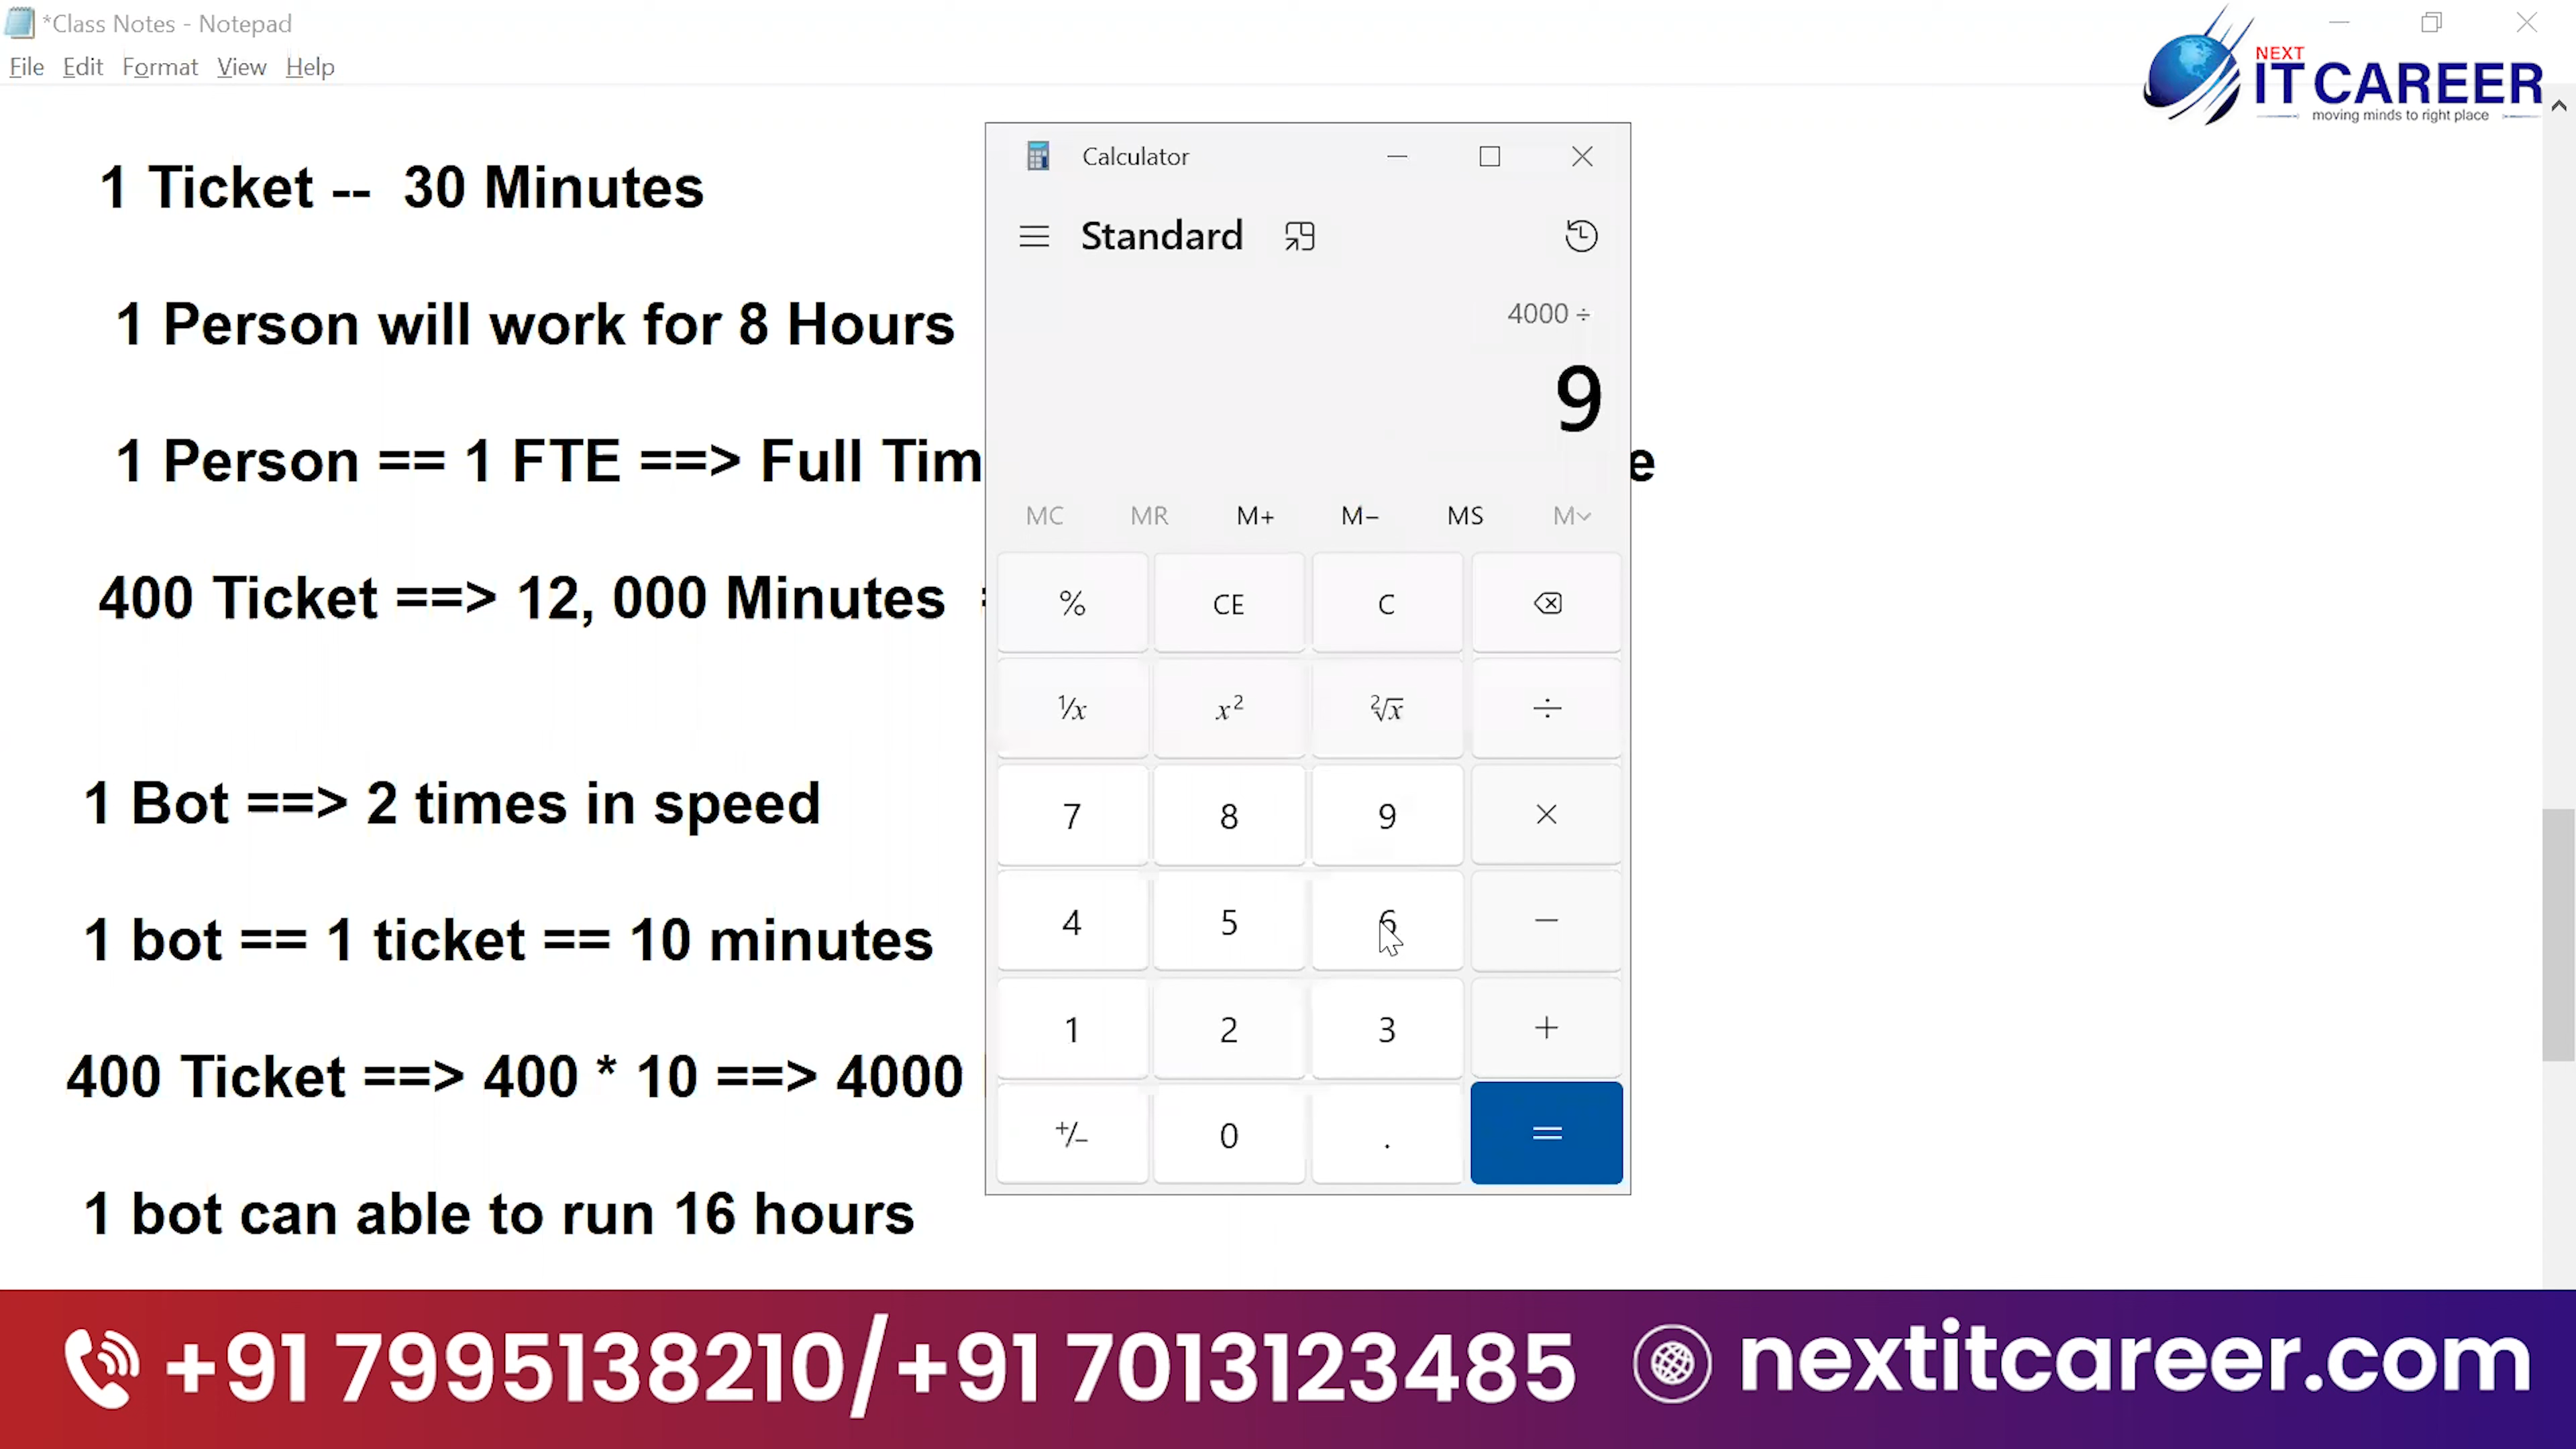 *Class Notes - Notepad
File Edit Format View Help
NEXT
IT CAREER
moving minds to right place
1 Ticket -- 30 Minutes
1 Person will work for 8 Hours
1 Person == 1 FTE ==> Full Tim
e
400 Ticket ==> 12, 000 Minutes
1 Bot ==> 2 times in speed
1 bot == 1 ticket == 10 minutes
400 Ticket ==> 400 * 10 ==> 4000
1 bot can able to run 16 hours
Calculator
Standard
4000 ÷
9
MC MR M+ M− MS M
% CE C
1/x x² ²√x ÷
7 8 9 ×
4 5 6 −
1 2 3 +
+/− 0 . =
+91 7995138210/+91 7013123485 nextitcareer.com